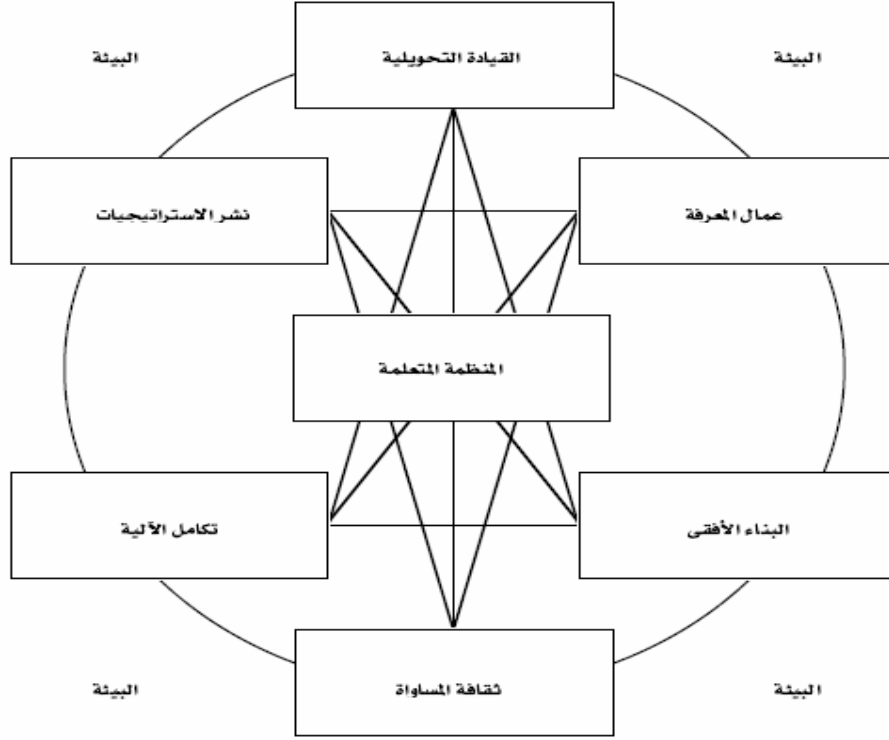 البيئة
القيادة التحويلية
البيئة
عمال المعرفة
نشر الاستراتيجيات
المنظمة المتعلمة
البناء الأفقى
تكامل الآلية
ثقافة المساواة
البيئة
البيئة